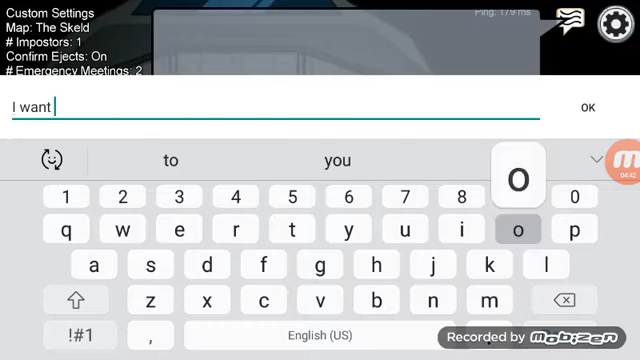 Custom Settings
Map: The Skeld
# Impostors: 1
Confirm Ejects: On
# Emergency Meetings: 2
Ping: 179 ms
I want
OK
to you
M
04:42
1 2 3 4 5 6 7 8 o 0
q w e r t y u i o p
a s d f g h j k l
z x c v b n m
!#1 , English (US)
Recorded by Mobizen